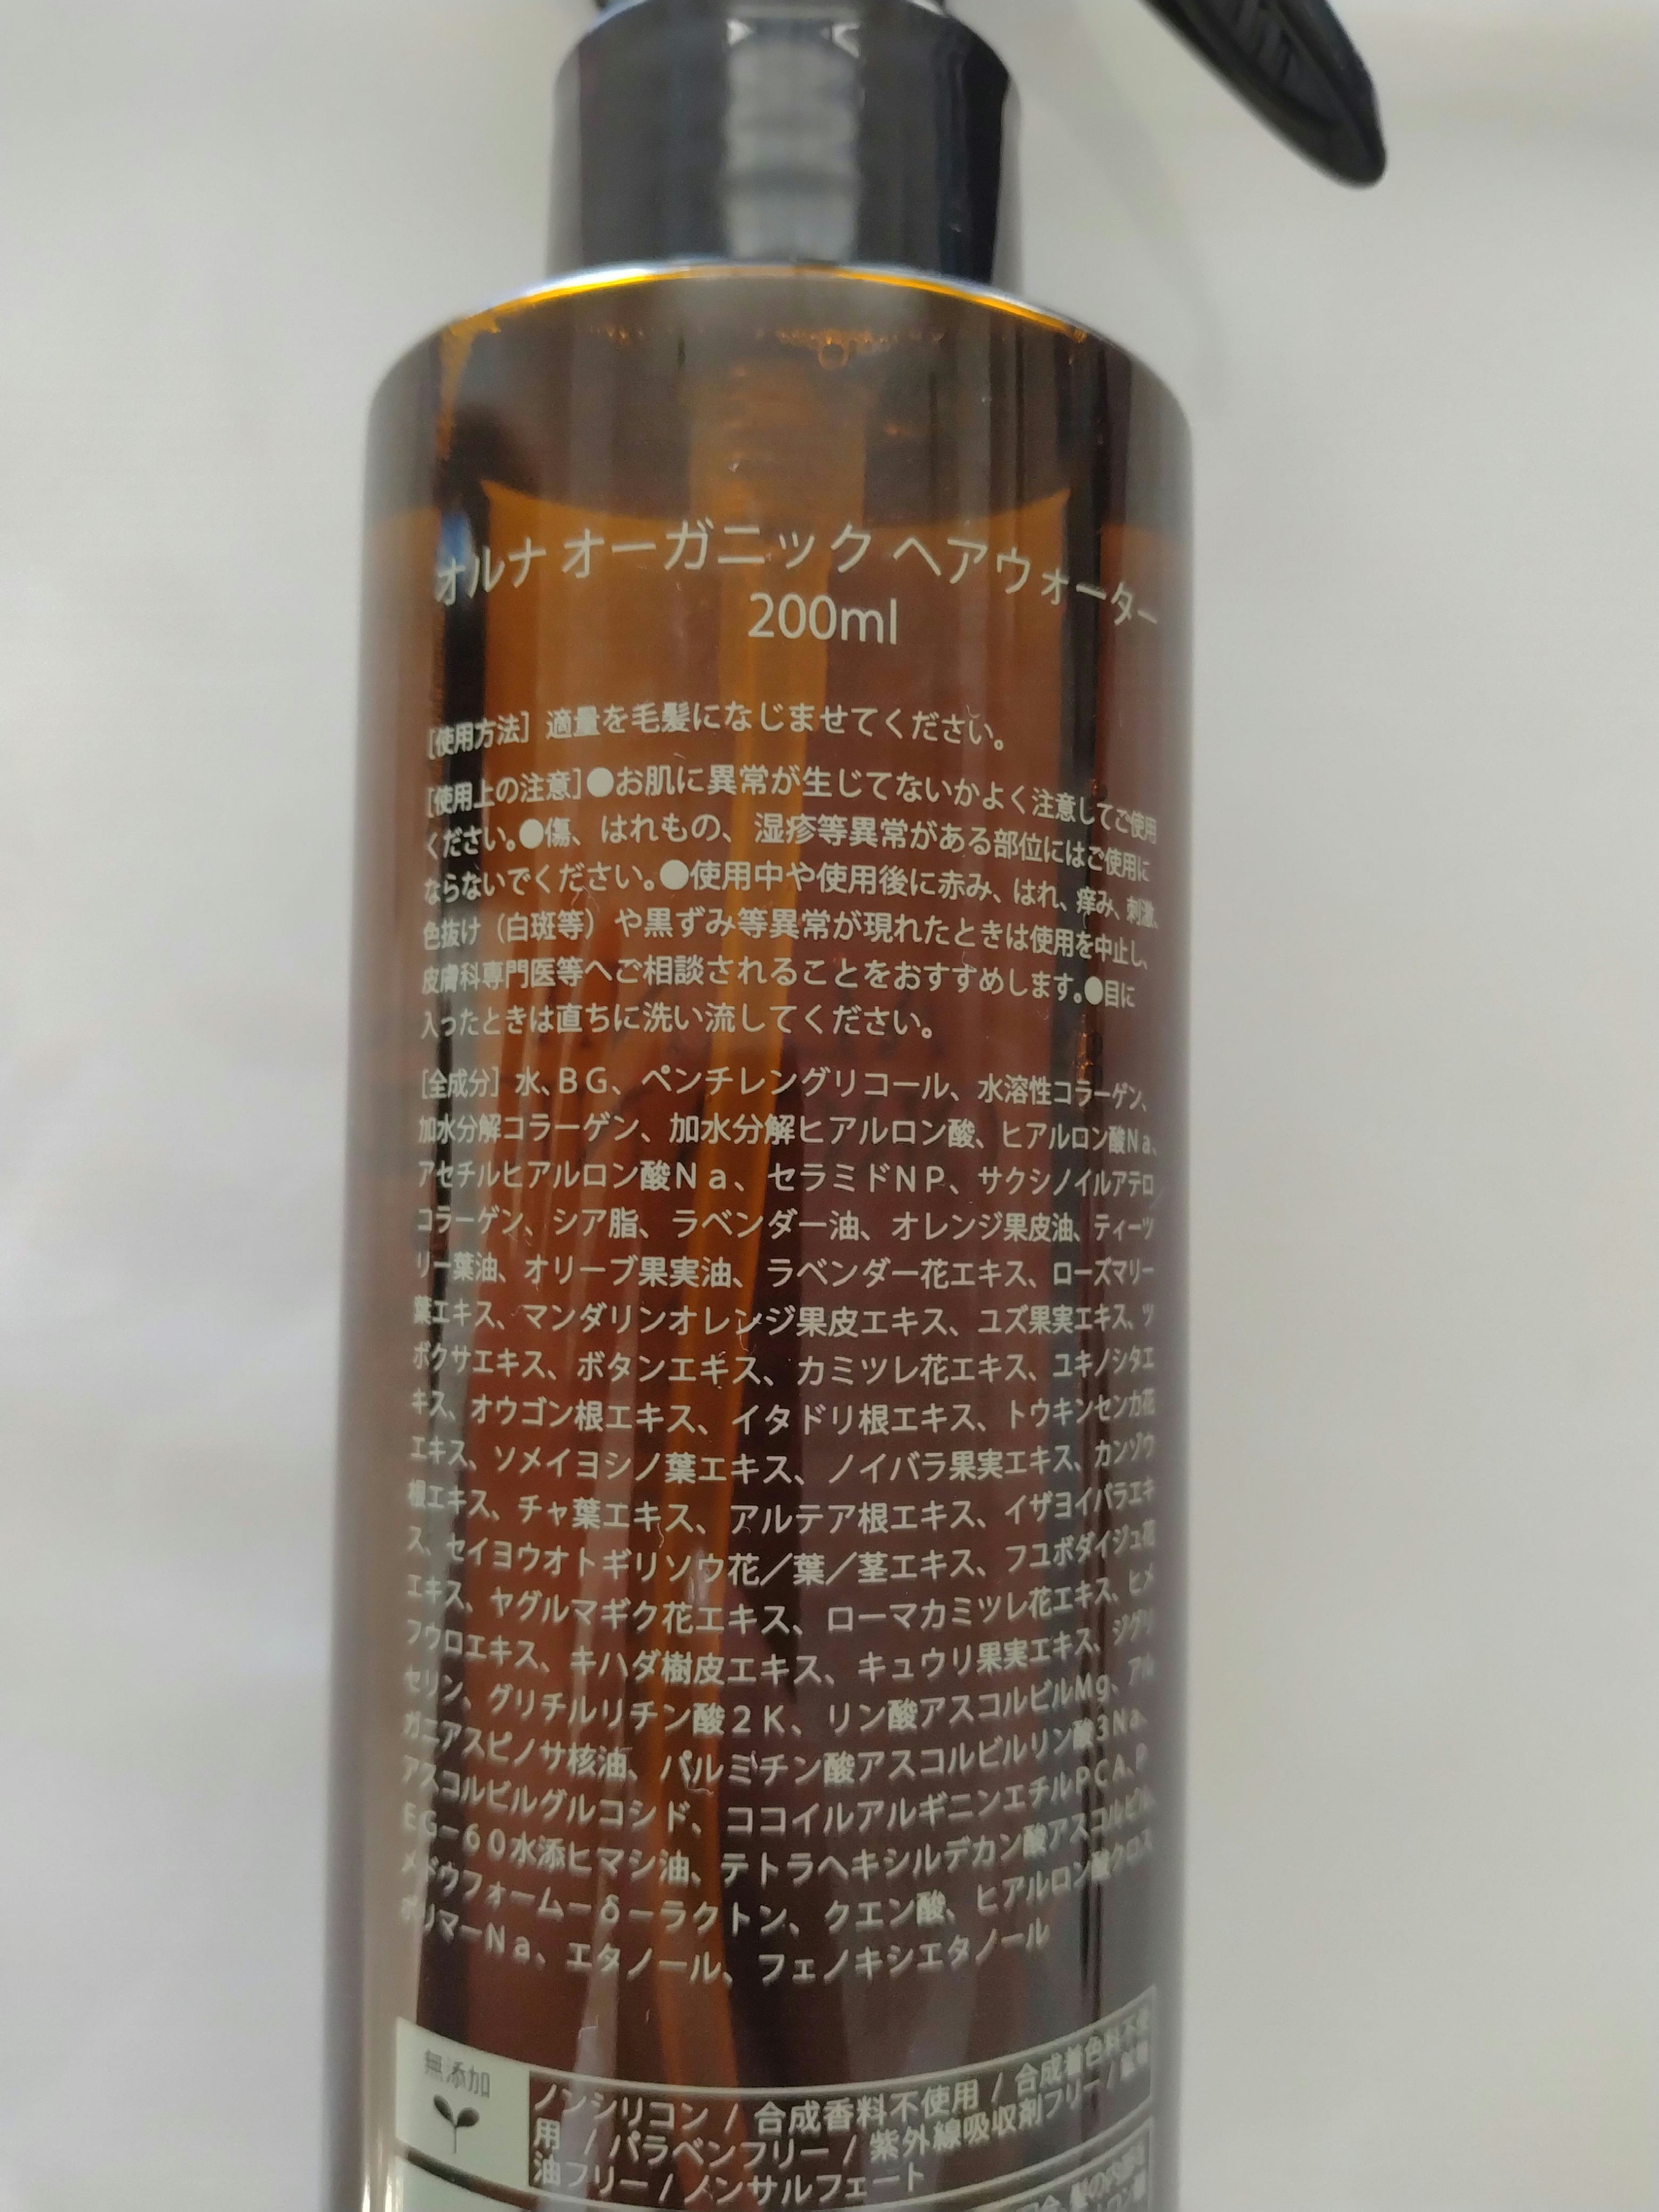 オルナ オーガニック ヘアウォーター
200ml
[使用方法] 適量を毛髪になじませてください。
[使用上の注意]●お肌に異常が生じてないかよく注意してご使用
ください。●傷、はれもの、湿疹等異常がある部位にはご使用に
ならないでください。●使用中や使用後に赤み、はれ、痒み、刺激、
色抜け（白斑等）や黒ずみ等異常が現れたときは使用を中止し、
皮膚科専門医等へご相談されることをおすすめします。●目に
入ったときは直ちに洗い流してください。
[全成分] 水、BG、ペンチレングリコール、水溶性コラーゲン、
加水分解コラーゲン、加水分解ヒアルロン酸、ヒアルロン酸Na、
アセチルヒアルロン酸Na、セラミドNP、サクシノイルアテロ
コラーゲン、シア脂、ラベンダー油、オレンジ果皮油、ティーツ
リー葉油、オリーブ果実油、ラベンダー花エキス、ローズマリー
葉エキス、マンダリンオレンジ果皮エキス、ユズ果実エキス、ツ
ボクサエキス、ボタンエキス、カミツレ花エキス、ユキノシタエ
キス、オウゴン根エキス、イタドリ根エキス、トウキンセンカ花
エキス、ソメイヨシノ葉エキス、ノイバラ果実エキス、カンゾウ
根エキス、チャ葉エキス、アルテア根エキス、イザヨイバラエキ
ス、セイヨウオトギリソウ花／葉／茎エキス、フユボダイジュ花
エキス、ヤグルマギク花エキス、ローマカミツレ花エキス、ヒメ
フウロエキス、キハダ樹皮エキス、キュウリ果実エキス、ジグリ
セリン、グリチルリチン酸2K、リン酸アスコルビルMg、アル
ガニアスピノサ核油、パルミチン酸アスコルビルリン酸3Na、
アスコルビルグルコシド、ココイルアルギニンエチルPCA、P
EG-60水添ヒマシ油、テトラヘキシルデカン酸アスコルビル、
メドウフォーム-δ-ラクトン、クエン酸、ヒアルロン酸クロス
ポリマーNa、エタノール、フェノキシエタノール
無添加
ノンシリコン / 合成香料不使用 / 合成着色料不使
用 / パラベンフリー / 紫外線吸収剤フリー / 鉱物
油フリー / ノンサルフェート